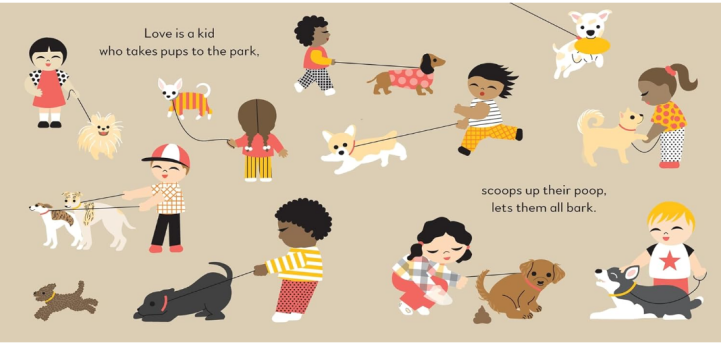 Love is a kid
who takes pups to the park,
scoops up their poop,
lets them all bark.